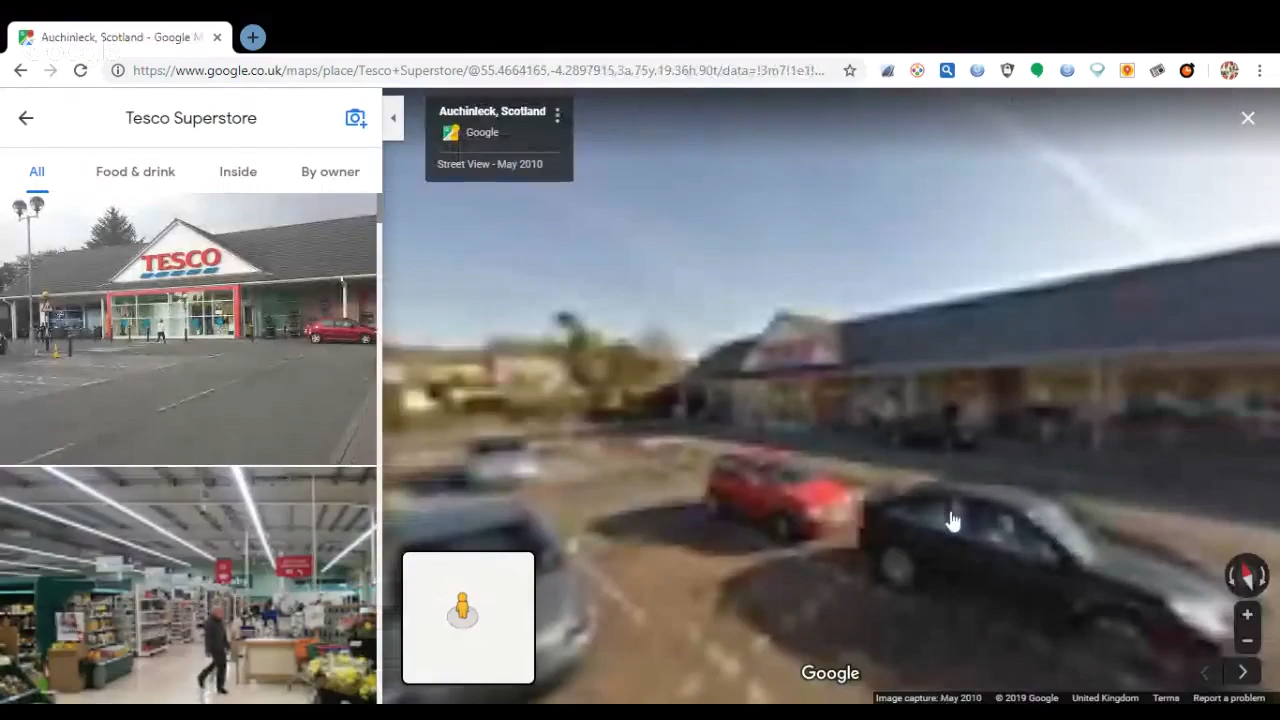 Auchinleck, Scotland - Google M
https://www.google.co.uk/maps/place/Tesco+Superstore/@55.4664165,-4.2897915,3a,75y,19.36h,90t/data=!3m7!1e1!...
Tesco Superstore
All Food & drink Inside By owner
TESCO
Auchinleck, Scotland
Google
Street View - May 2010
Google
Image capture: May 2010 © 2019 Google United Kingdom Terms Report a problem